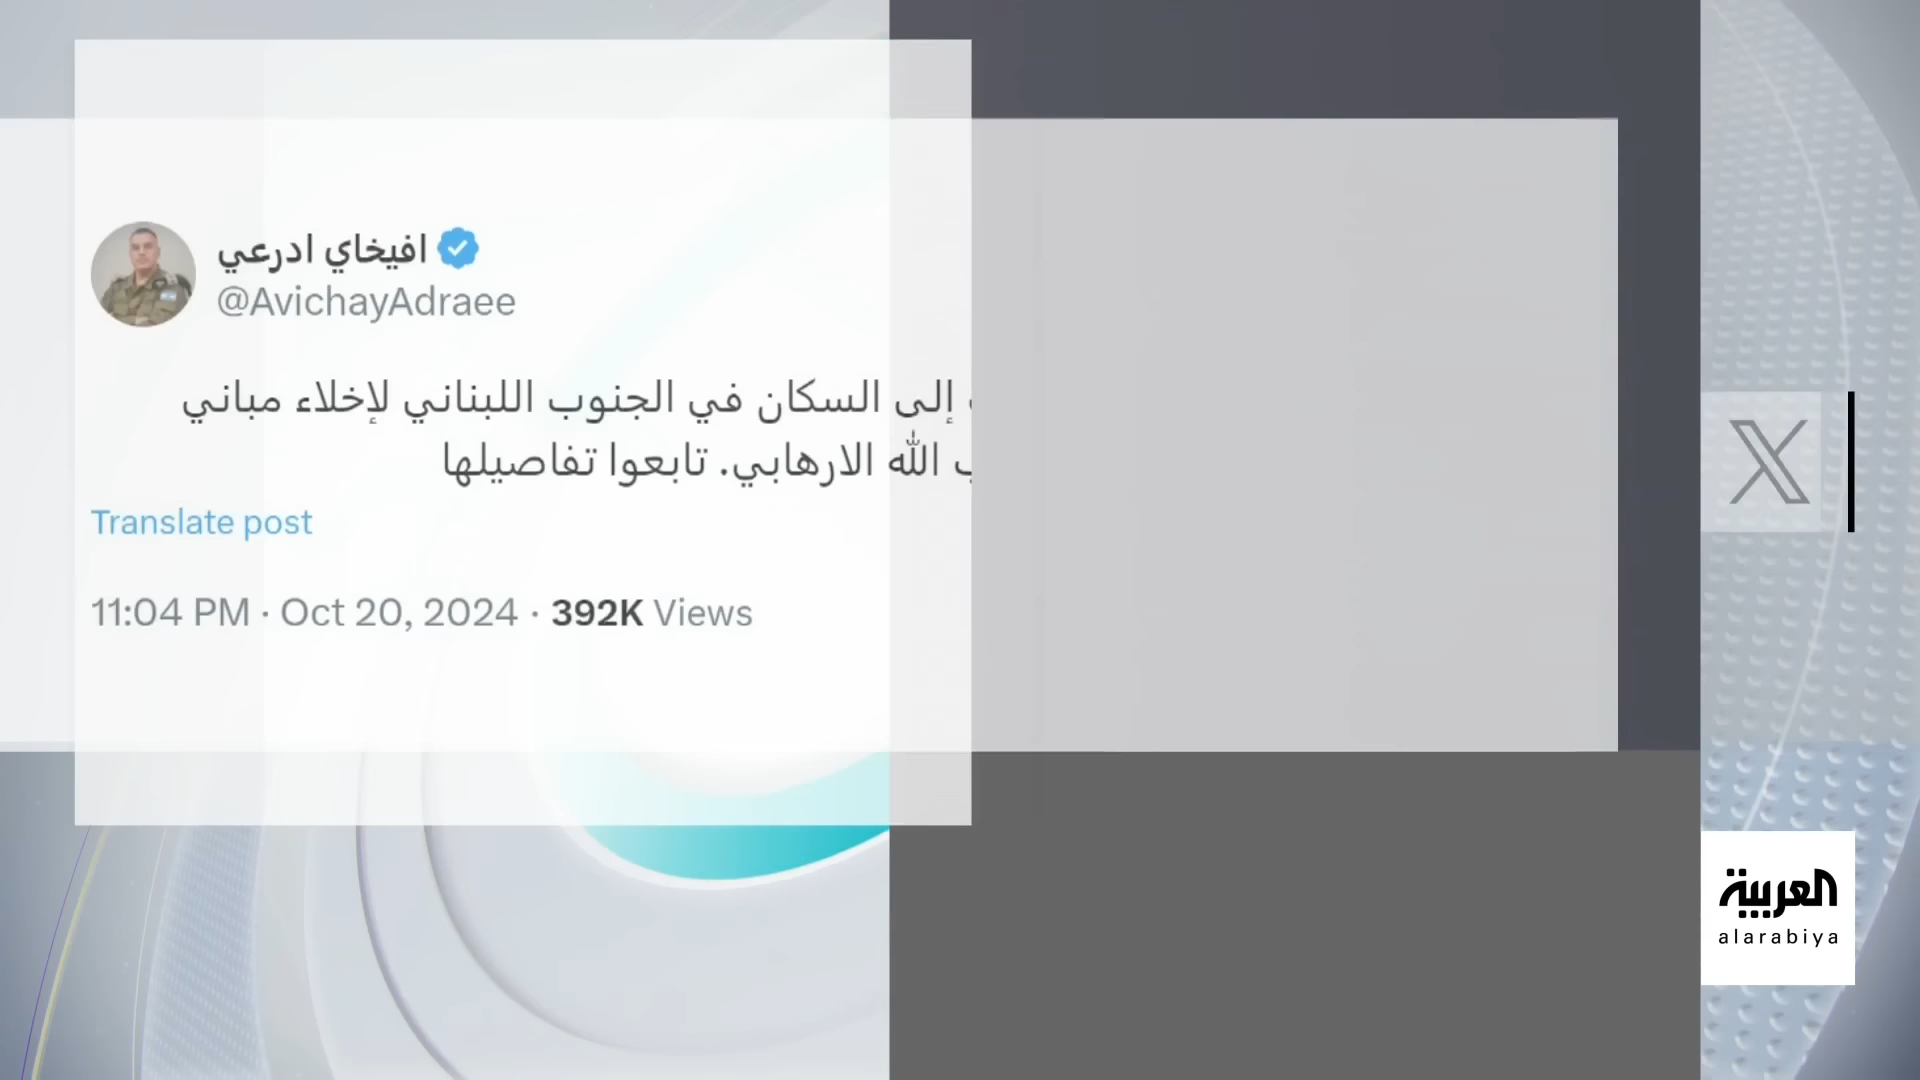 افيخاي ادرعي
@AvichayAdraee
إلى السكان في الجنوب اللبناني لإخلاء مباني
الله الارهابي. تابعوا تفاصيلها
Translate post
11:04 PM · Oct 20, 2024 · 392K Views
العربية
alarabiya